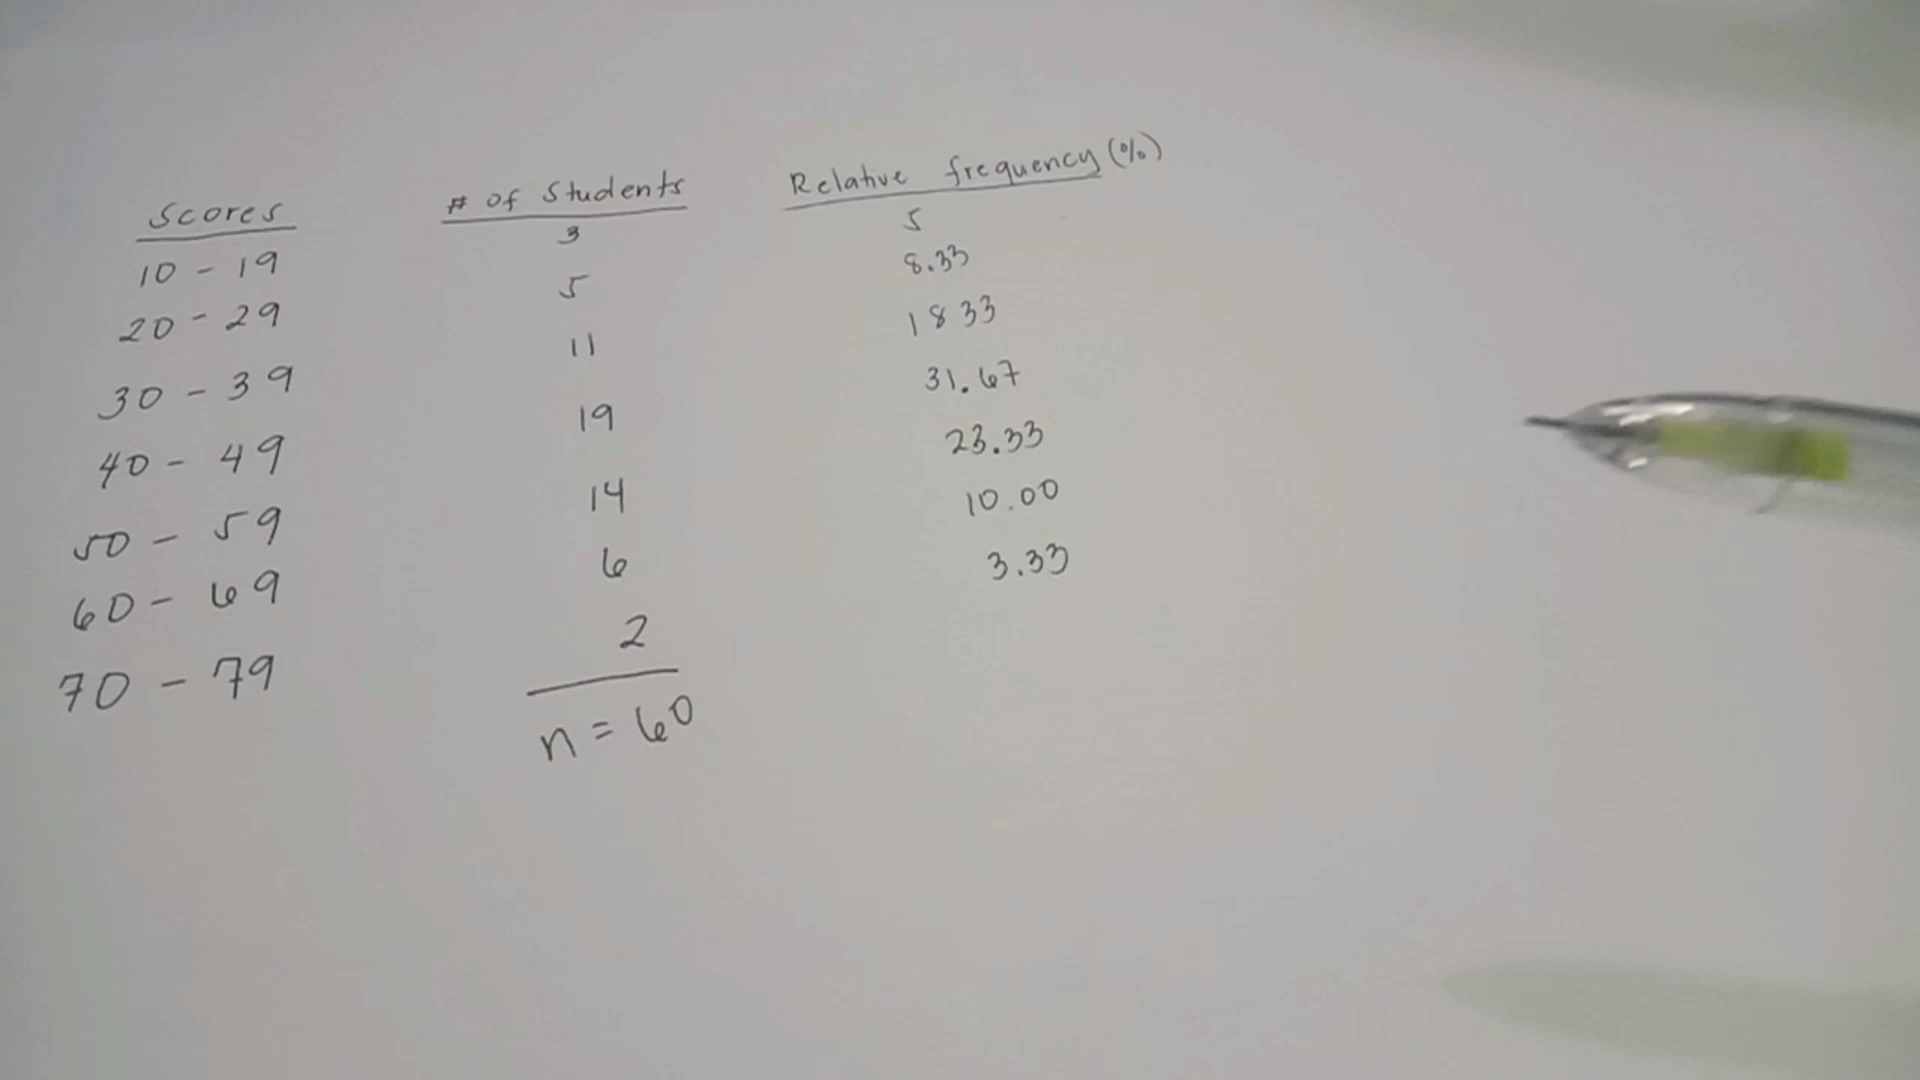 Scores # of Students Relative frequency (%)
10 - 19 3 5
20 - 29 5 8.33
30 - 39 11 18 33
40 - 49 19 31.67
50 - 59 14 23.33
60 - 69 6 10.00
70 - 79 2 3.33
n = 60